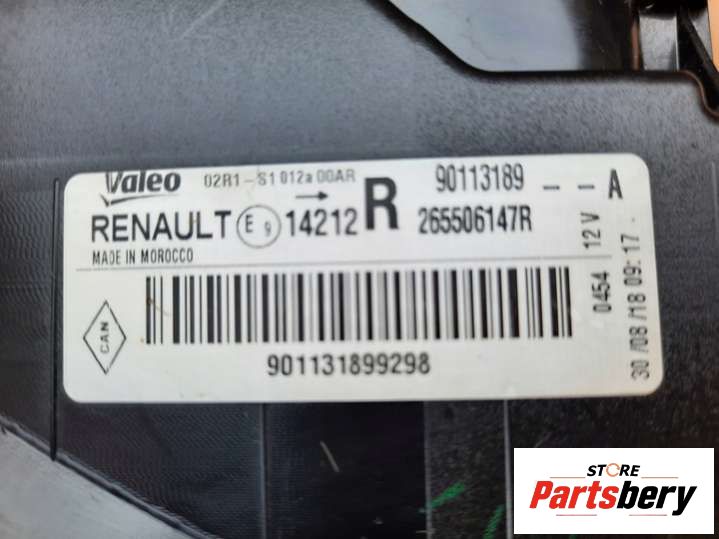 Valeo 02R1-S1 012a 00AR 90113189 -- A
RENAULT E9 14212 R 265506147R
MADE IN MOROCCO
CAN
901131899298
0454 12 V
30 /08 /18 09: 17
STORE
Partsbery